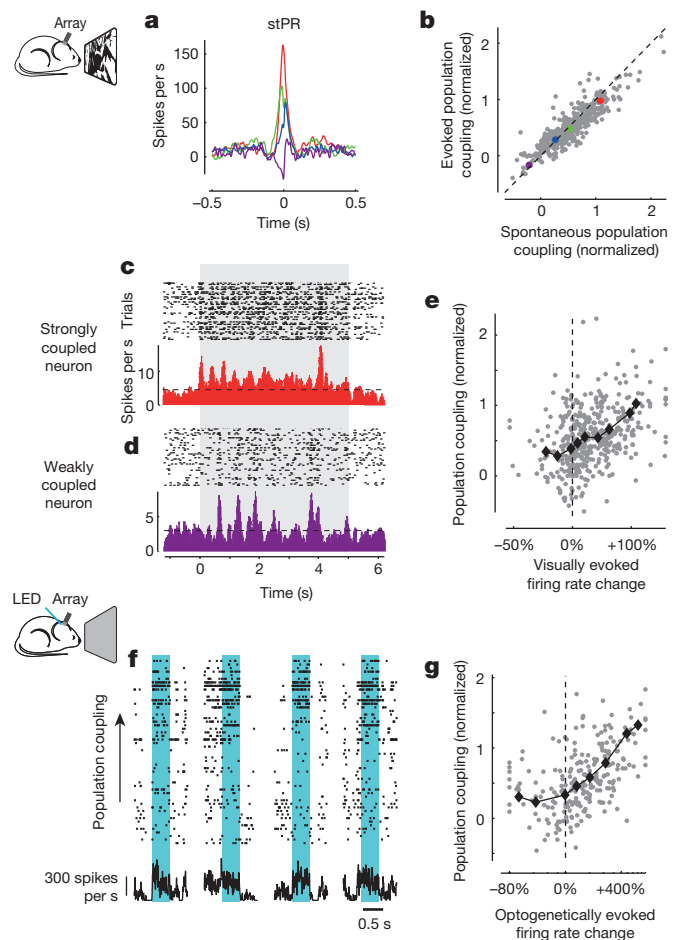 Array
a
stPR
Spikes per s
150
100
50
0
−0.5
0
0.5
Time (s)
b
Evoked population
coupling (normalized)
2
1
0
0
1
2
Spontaneous population
coupling (normalized)
c
Strongly
coupled
neuron
Trials
Spikes per s
10
0
d
Weakly
coupled
neuron
5
0
0
2
4
6
Time (s)
e
Population coupling (normalized)
2
1
0
−50%
0%
+100%
Visually evoked
firing rate change
LED
Array
f
Population coupling
300 spikes
per s
0.5 s
g
Population coupling (normalized)
2
1
0
−80%
0%
+400%
Optogenetically evoked
firing rate change